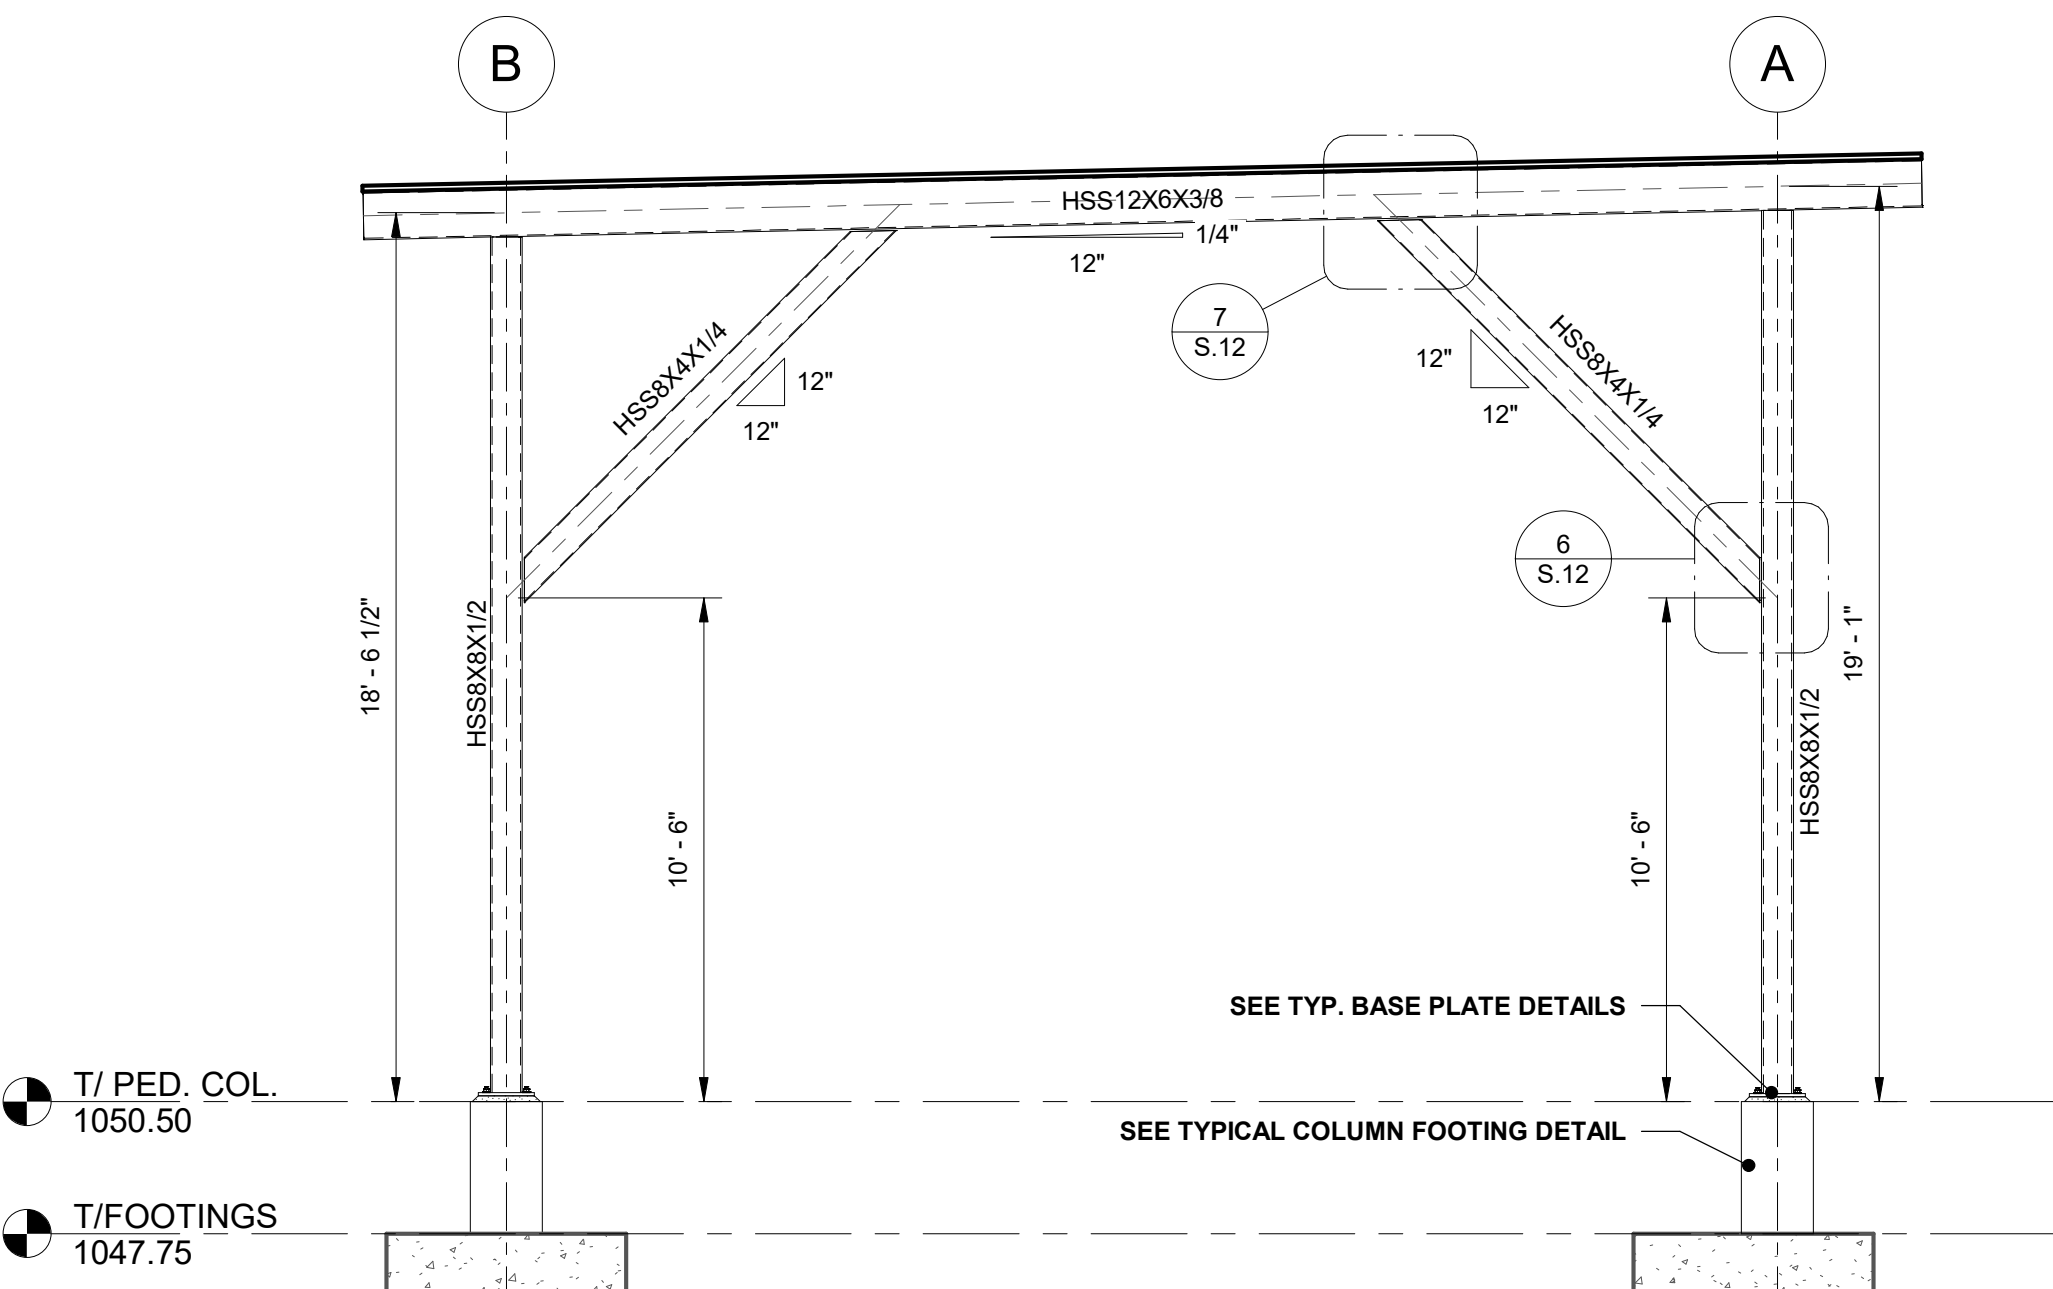 B
A
HSS12X6X3/8
1/4"
12"
7
S.12
HSS8X4X1/4
12"
12"
12"
12"
HSS8X4X1/4
6
S.12
18' - 6 1/2"
HSS8X8X1/2
10' - 6"
10' - 6"
HSS8X8X1/2
19' - 1"
SEE TYP. BASE PLATE DETAILS
T/ PED. COL.
1050.50
SEE TYPICAL COLUMN FOOTING DETAIL
T/FOOTINGS
1047.75